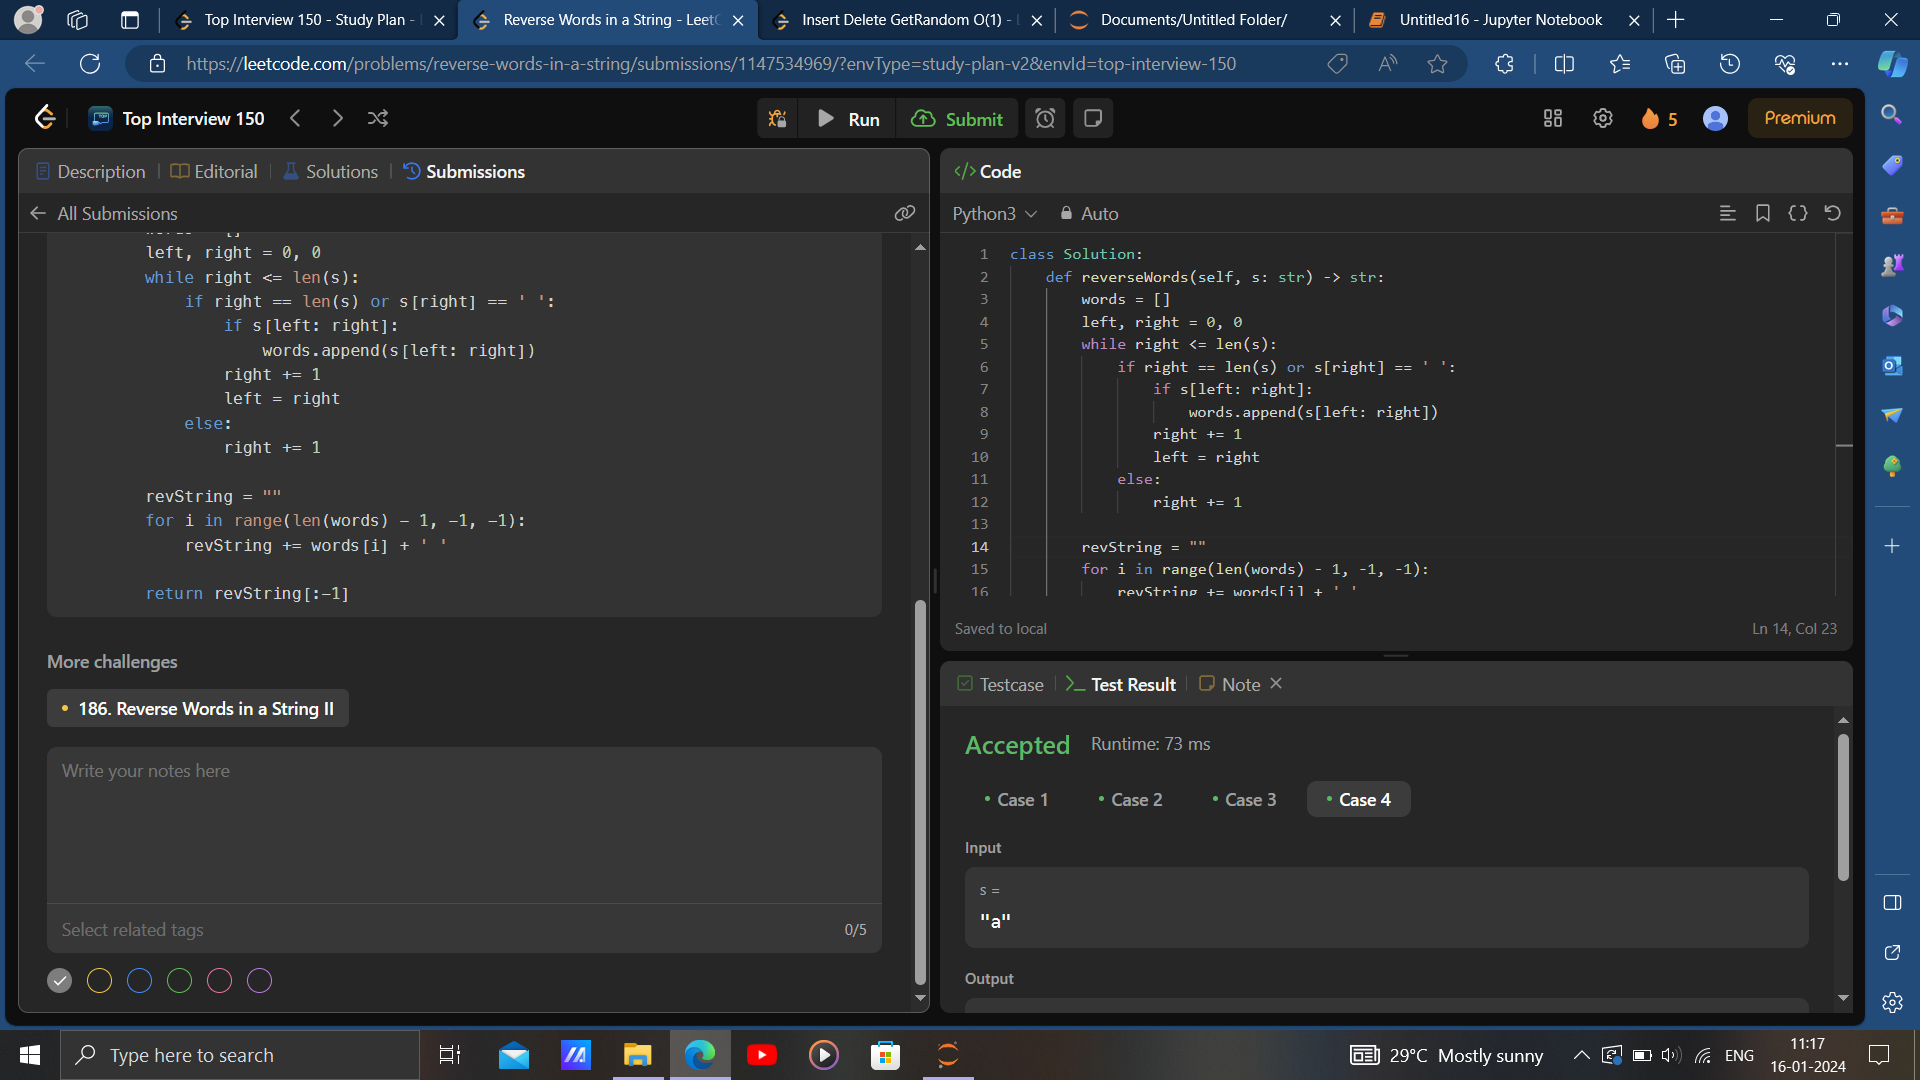 Top Interview 150 - Study Plan -
Reverse Words in a String - Leet
Insert Delete GetRandom O(1) -
Documents/Untitled Folder/
Untitled16 - Jupyter Notebook
https://leetcode.com/problems/reverse-words-in-a-string/submissions/1147534969/?envType=study-plan-v2&envId=top-interview-150
Top Interview 150
Run
Submit
5
Premium
Description
Editorial
Solutions
Submissions
All Submissions
left, right = 0, 0
while right <= len(s):
if right == len(s) or s[right] == ' ':
if s[left: right]:
words.append(s[left: right])
right += 1
left = right
else:
right += 1
revString = ""
for i in range(len(words) - 1, -1, -1):
revString += words[i] + ' '
return revString[:-1]
More challenges
186. Reverse Words in a String II
Write your notes here
Select related tags
0/5
</> Code
Python3
Auto
1 class Solution:
2 def reverseWords(self, s: str) -> str:
3 words = []
4 left, right = 0, 0
5 while right <= len(s):
6 if right == len(s) or s[right] == ' ':
7 if s[left: right]:
8 words.append(s[left: right])
9 right += 1
10 left = right
11 else:
12 right += 1
13
14 revString = ""
15 for i in range(len(words) - 1, -1, -1):
16 revString += words[i] + ' '
Saved to local
Ln 14, Col 23
Testcase
Test Result
Note
Accepted
Runtime: 73 ms
Case 1
Case 2
Case 3
Case 4
Input
s =
"a"
Output
Type here to search
29°C Mostly sunny
ENG
11:17
16-01-2024